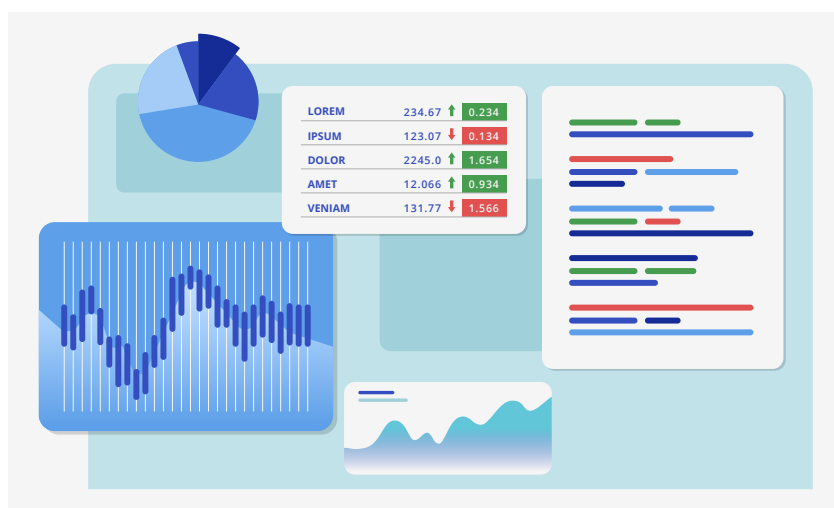 LOREM 234.67 0.234
IPSUM 123.07 0.134
DOLOR 2245.0 1.654
AMET 12.066 0.934
VENIAM 131.77 1.566